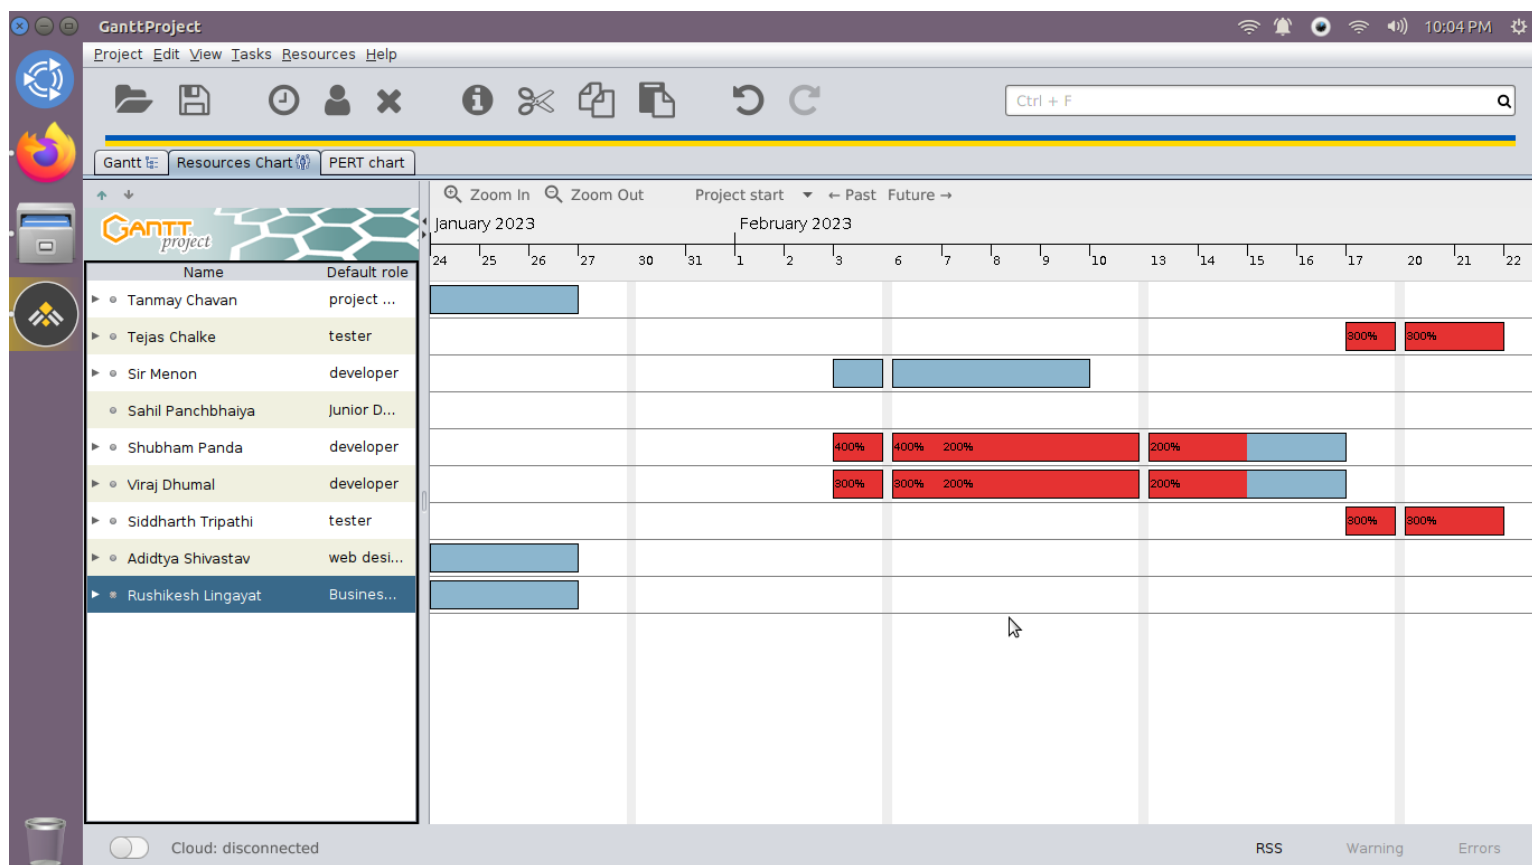 GanttProject
10:04 PM
Project Edit View Tasks Resources Help
Ctrl + F
Gantt Resources Chart PERT chart
Zoom In Zoom Out Project start ← Past Future →
GANTT project
January 2023 February 2023
24 25 26 27 30 31 1 2 3 6 7 8 9 10 13 14 15 16 17 20 21 22
Name Default role
Tanmay Chavan project ...
Tejas Chalke tester 300% 300%
Sir Menon developer
Sahil Panchbhaiya Junior D...
Shubham Panda developer 400% 400% 200% 200%
Viraj Dhumal developer 300% 300% 200% 200%
Siddharth Tripathi tester 300% 300%
Adidtya Shivastav web desi...
Rushikesh Lingayat Busines...
Cloud: disconnected RSS Warning Errors